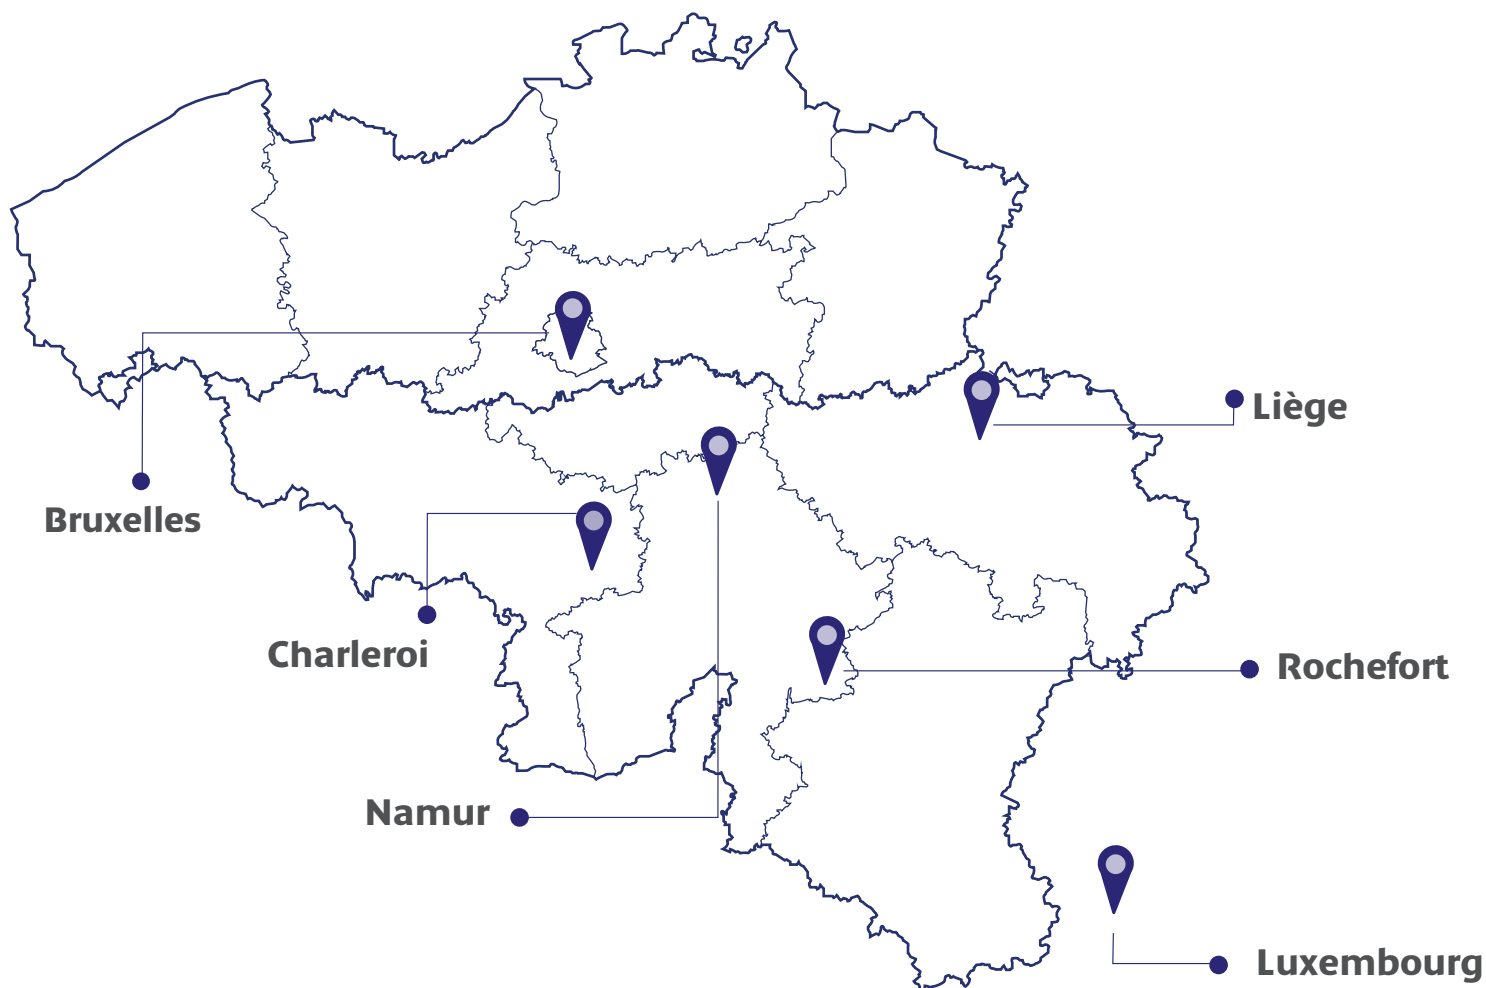 Liège
Bruxelles
Charleroi
Rochefort
Namur
Luxembourg